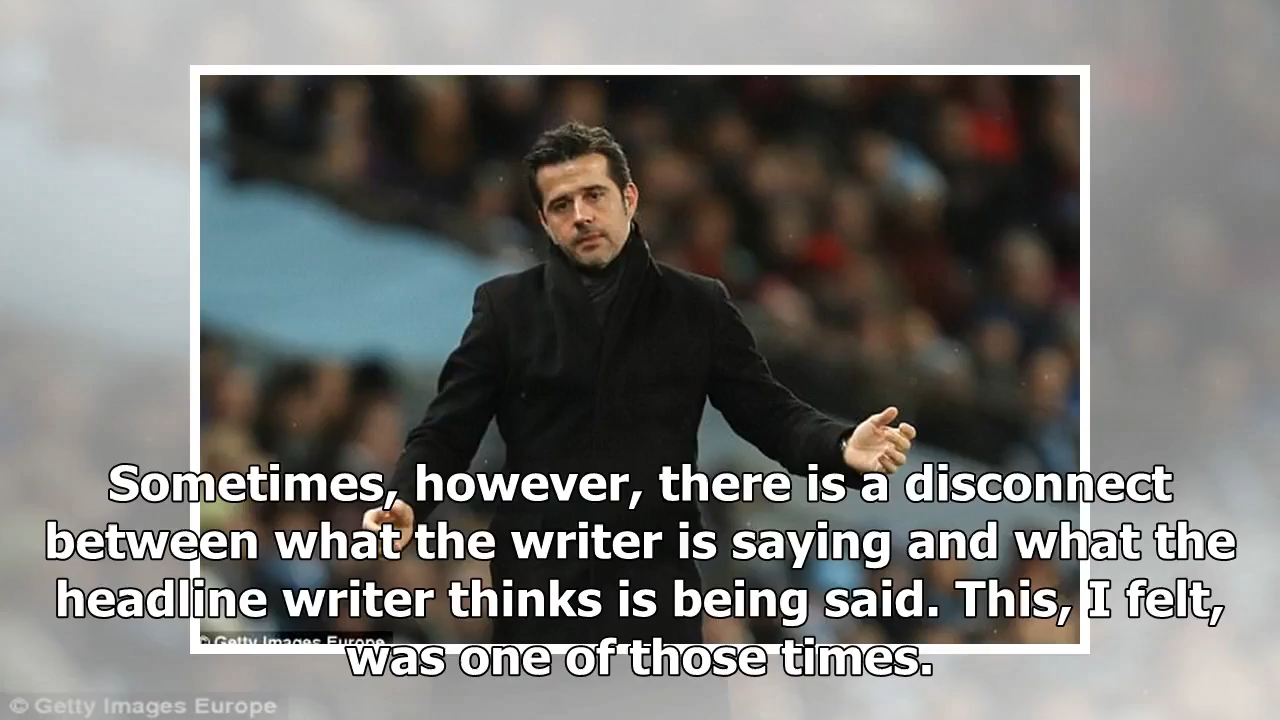 Sometimes, however, there is a disconnect
between what the writer is saying and what the
headline writer thinks is being said. This, I felt,
© Getty Images Europe
was one of those times.
© Getty Images Europe